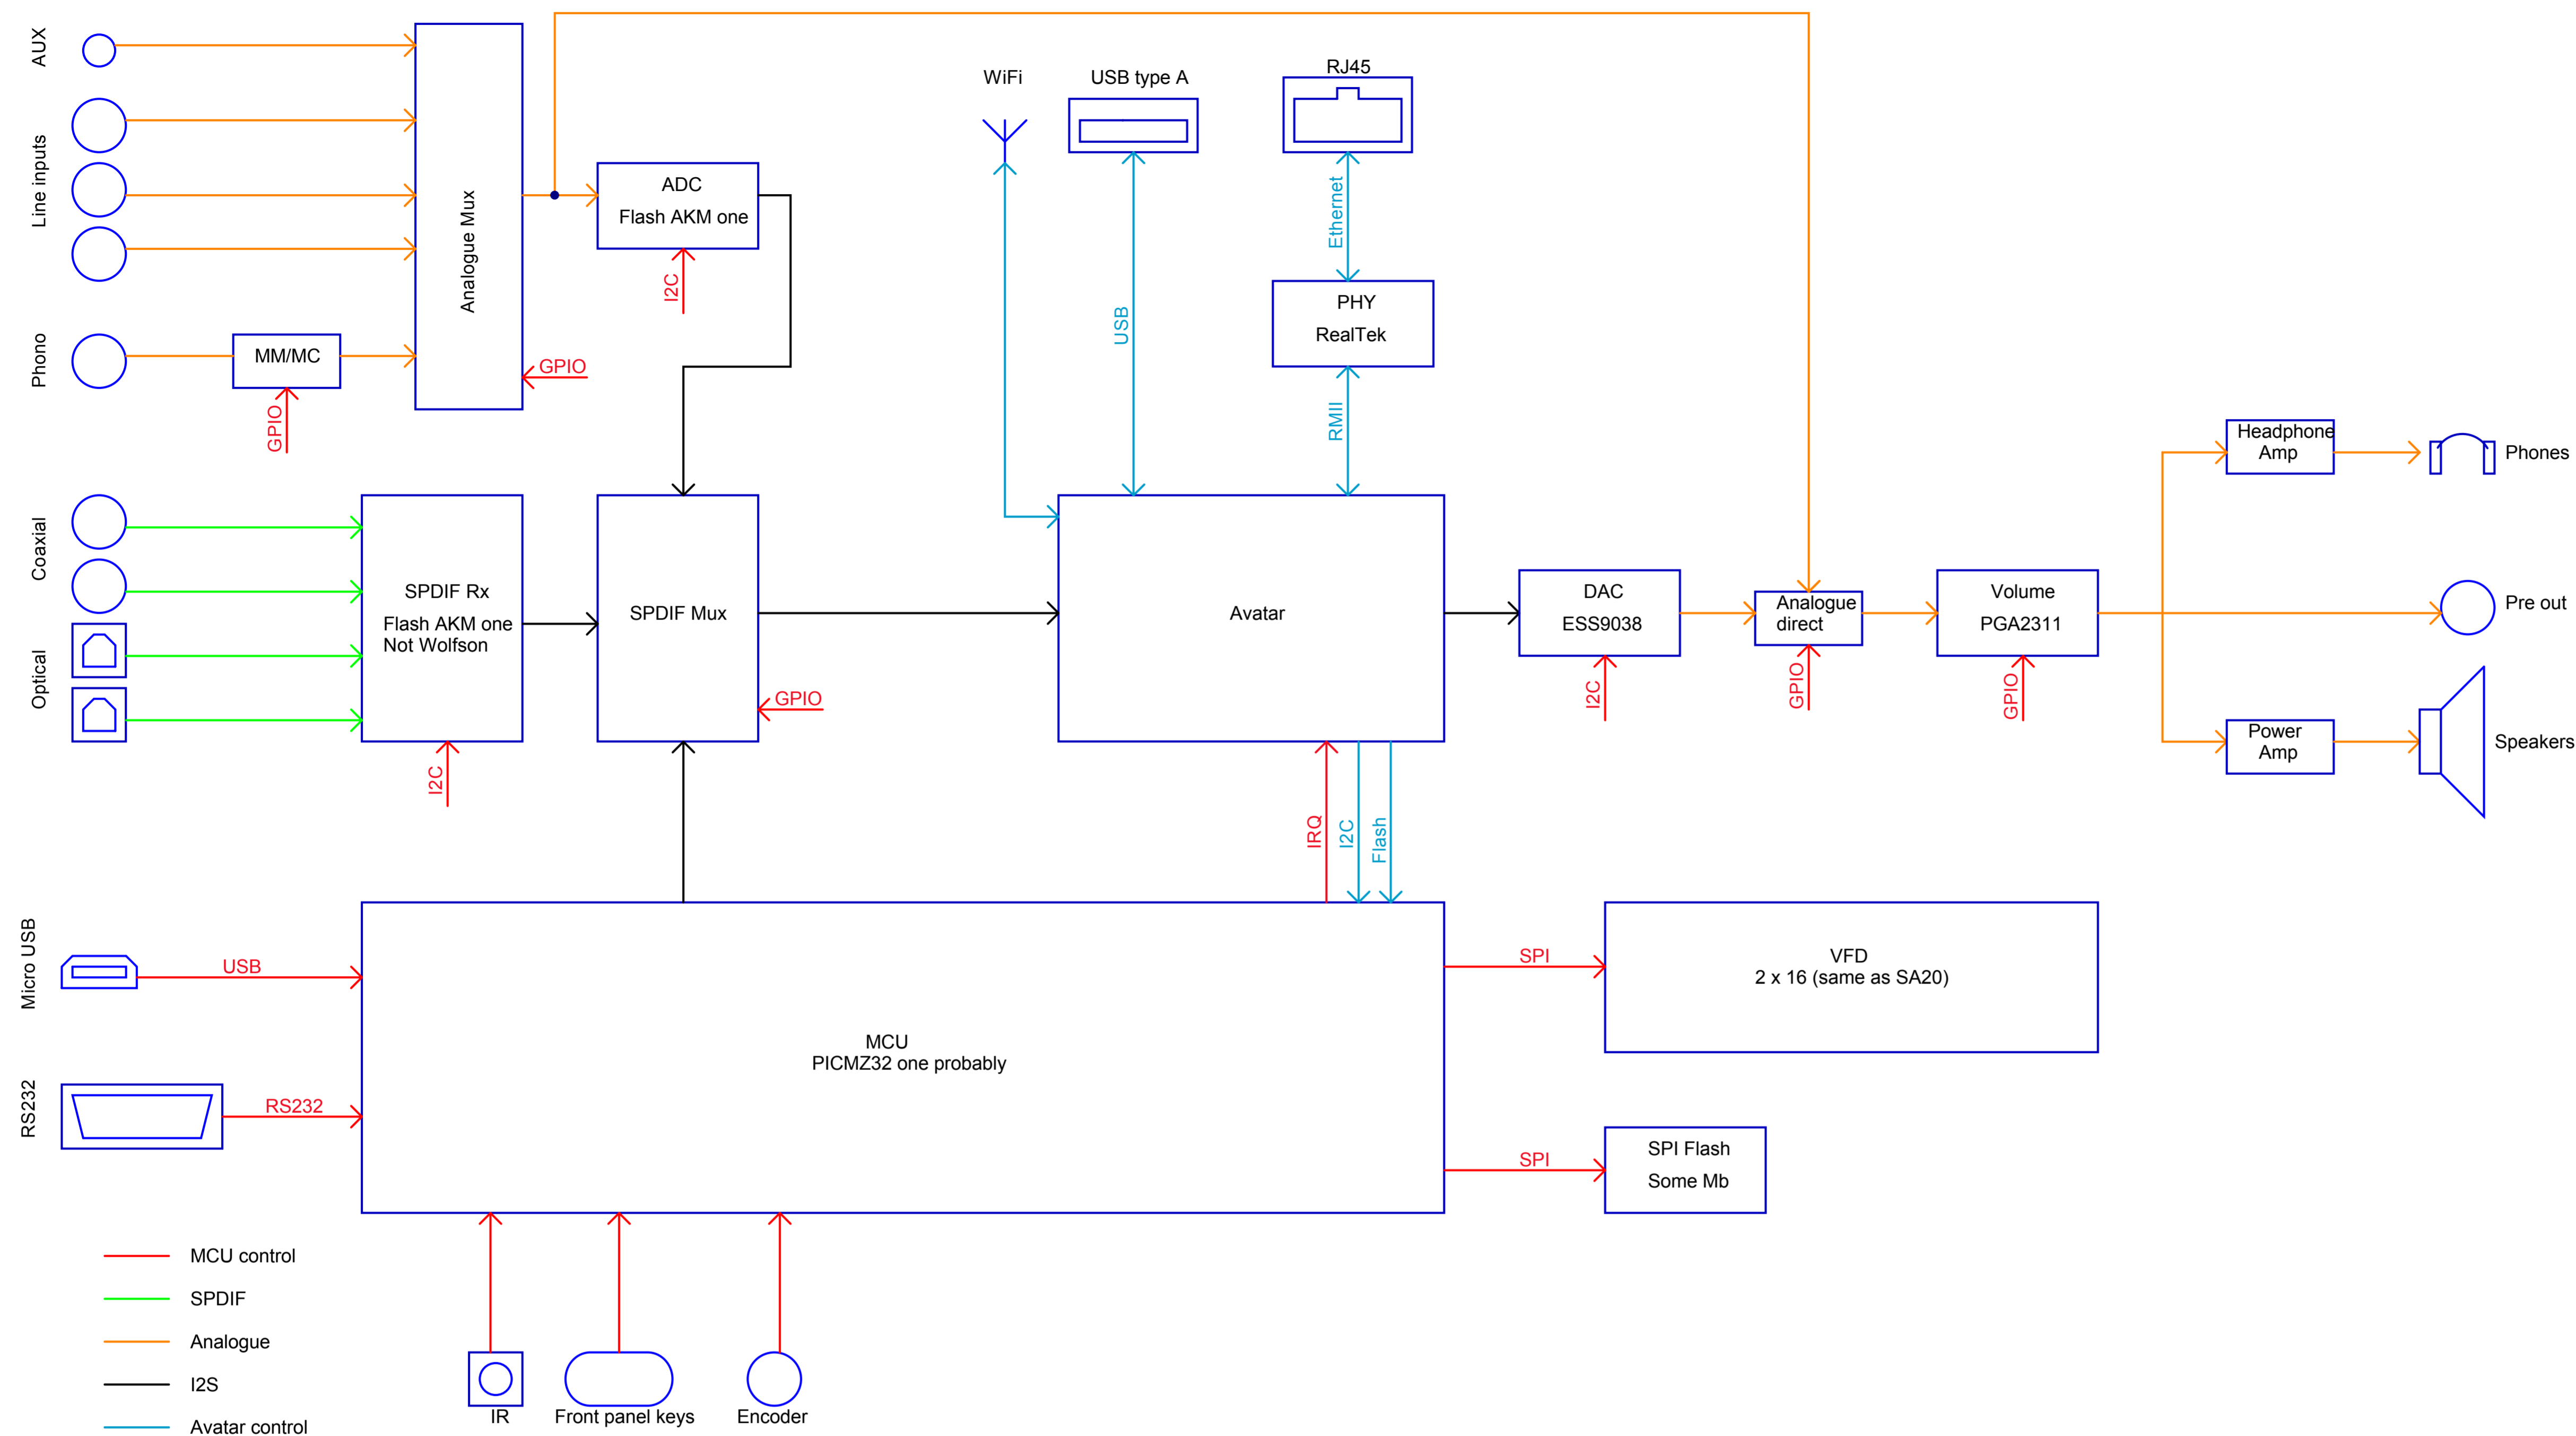 AUX
Line inputs
Phono
MM/MC
GPIO
Analogue Mux
GPIO
ADC
Flash AKM one
I2C
WiFi
USB type A
RJ45
USB
Ethernet
PHY
RealTek
RMII
Coaxial
Optical
SPDIF Rx
Flash AKM one
Not Wolfson
I2C
SPDIF Mux
GPIO
Avatar
DAC
ESS9038
I2C
Analogue
direct
GPIO
Volume
PGA2311
GPIO
Headphone
Amp
Phones
Pre out
Power
Amp
Speakers
IRQ
I2C
Flash
Micro USB
USB
RS232
RS232
MCU
PICMZ32 one probably
SPI
VFD
2 x 16 (same as SA20)
SPI
SPI Flash
Some Mb
MCU control
SPDIF
Analogue
I2S
Avatar control
IR
Front panel keys
Encoder